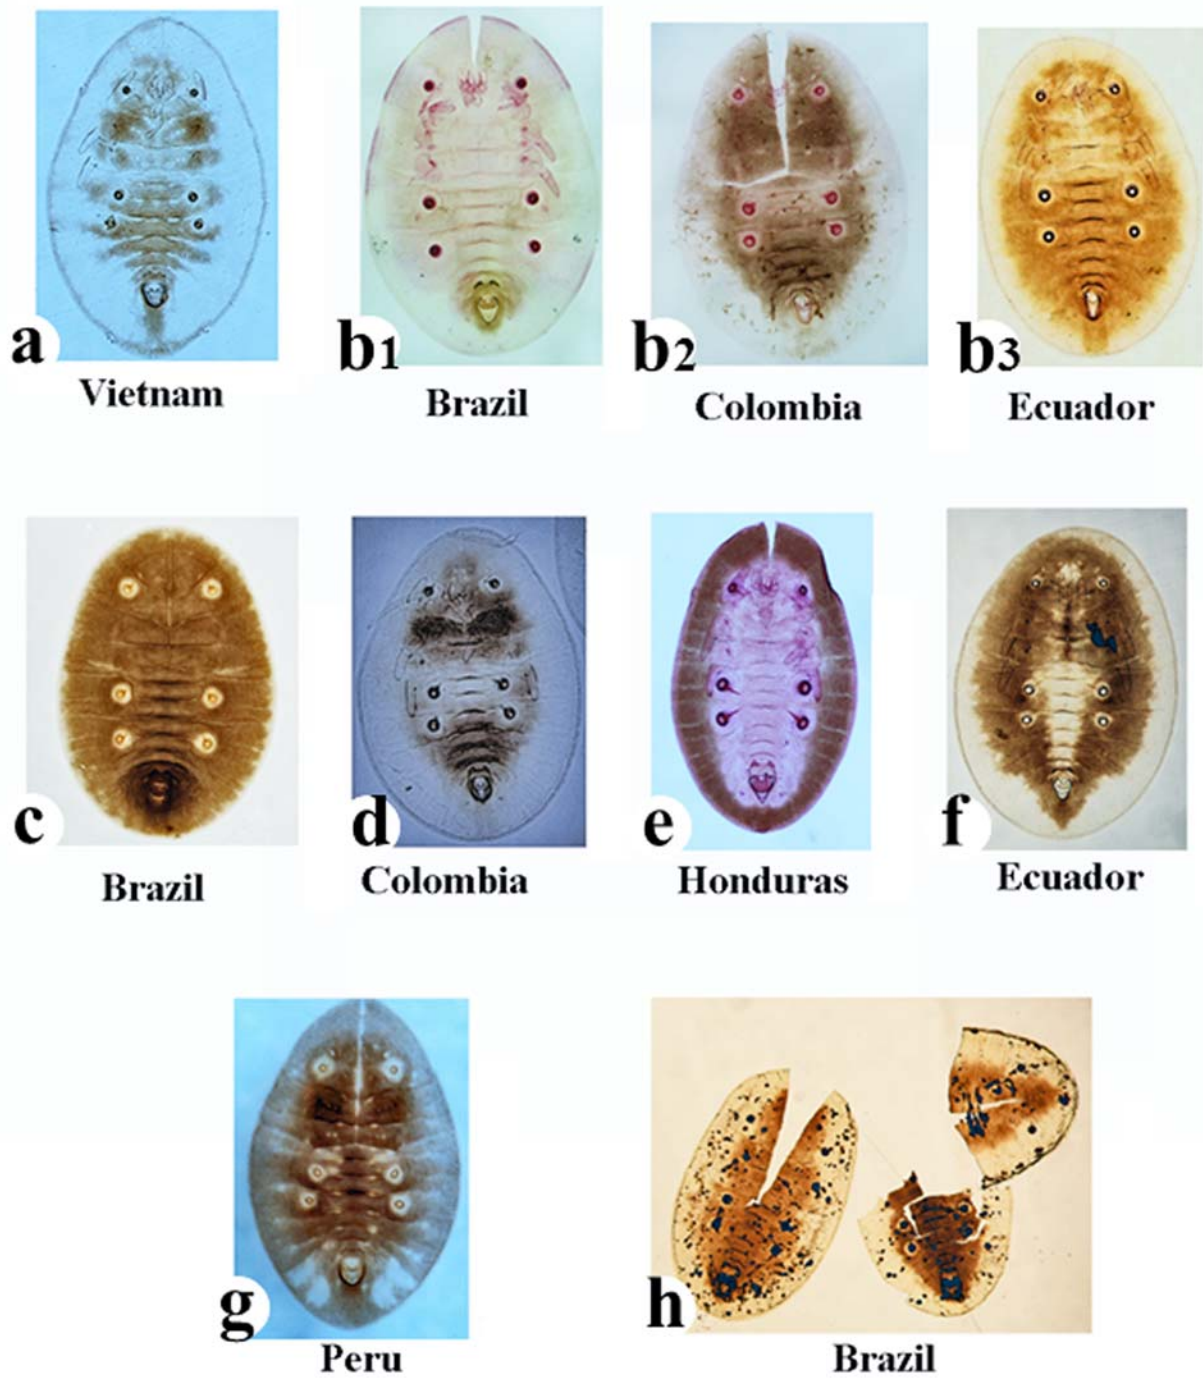 a b1 b2 b3
Vietnam Brazil Colombia Ecuador
c d e f
Brazil Colombia Honduras Ecuador
g h
Peru Brazil